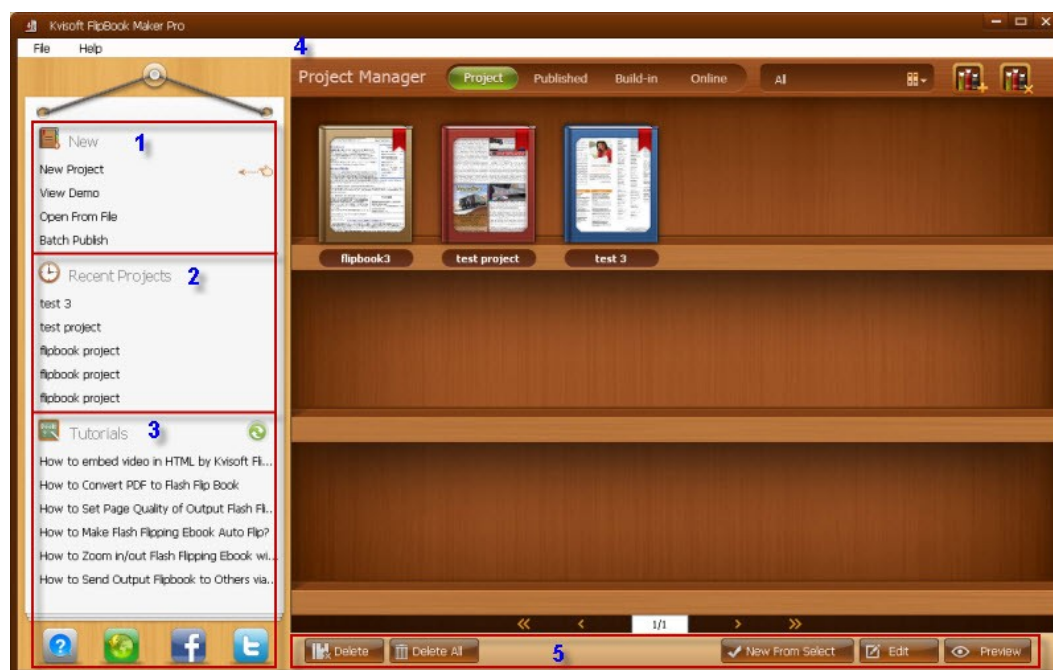 Kvisoft FlipBook Maker Pro
File Help
4
Project Manager Project Published Build-in Online All
New 1
New Project
View Demo
Open From File
Batch Publish
Recent Projects 2
test 3
test project
flipbook project
flipbook project
flipbook project
Tutorials 3
How to embed video in HTML by Kvisoft Fli...
How to Convert PDF to Flash Flip Book
How to Set Page Quality of Output Flash Fli..
How to Make Flash Flipping Ebook Auto Flip?
How to Zoom in/out Flash Flipping Ebook wi...
How to Send Output Flipbook to Others via...
flipbook3 test project test 3
1/1
Delete Delete All 5 New From Select Edit Preview